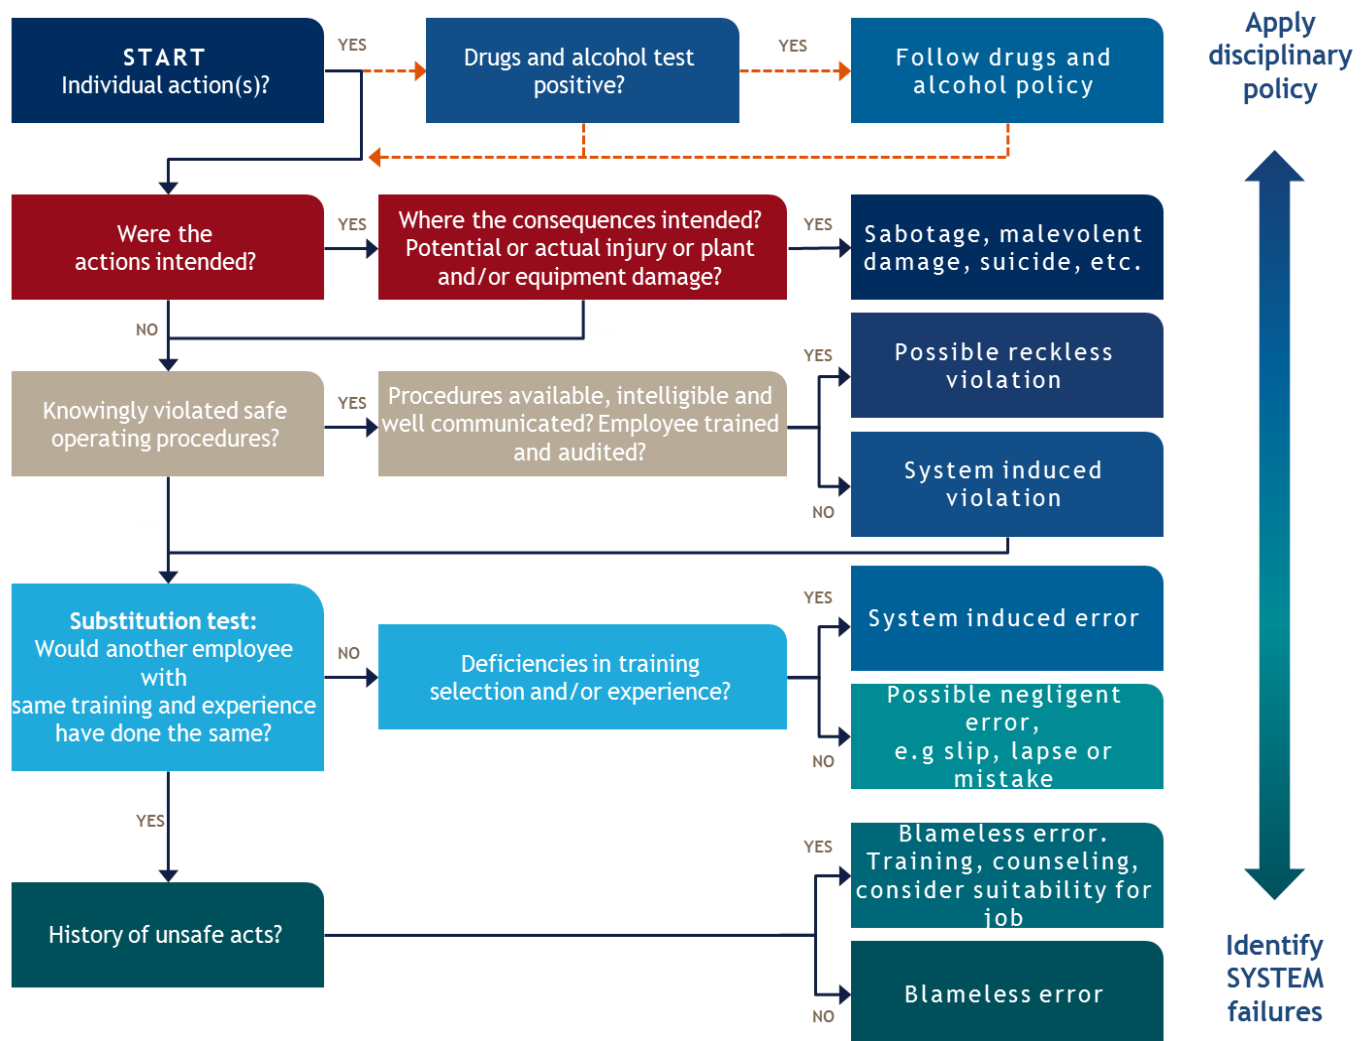 START
Individual action(s)?
YES
Drugs and alcohol test
positive?
YES
Follow drugs and
alcohol policy
Apply
disciplinary
policy
Were the
actions intended?
YES
Where the consequences intended?
Potential or actual injury or plant
and/or equipment damage?
YES
Sabotage, malevolent
damage, suicide, etc.
NO
Knowingly violated safe
operating procedures?
YES
Procedures available, intelligible and
well communicated? Employee trained
and audited?
YES
Possible reckless
violation
NO
System induced
violation
Substitution test:
Would another employee
with
same training and experience
have done the same?
NO
Deficiencies in training
selection and/or experience?
YES
System induced error
NO
Possible negligent
error,
e.g slip, lapse or
mistake
YES
History of unsafe acts?
YES
Blameless error.
Training, counseling,
consider suitability for
job
NO
Blameless error
Identify
SYSTEM
failures